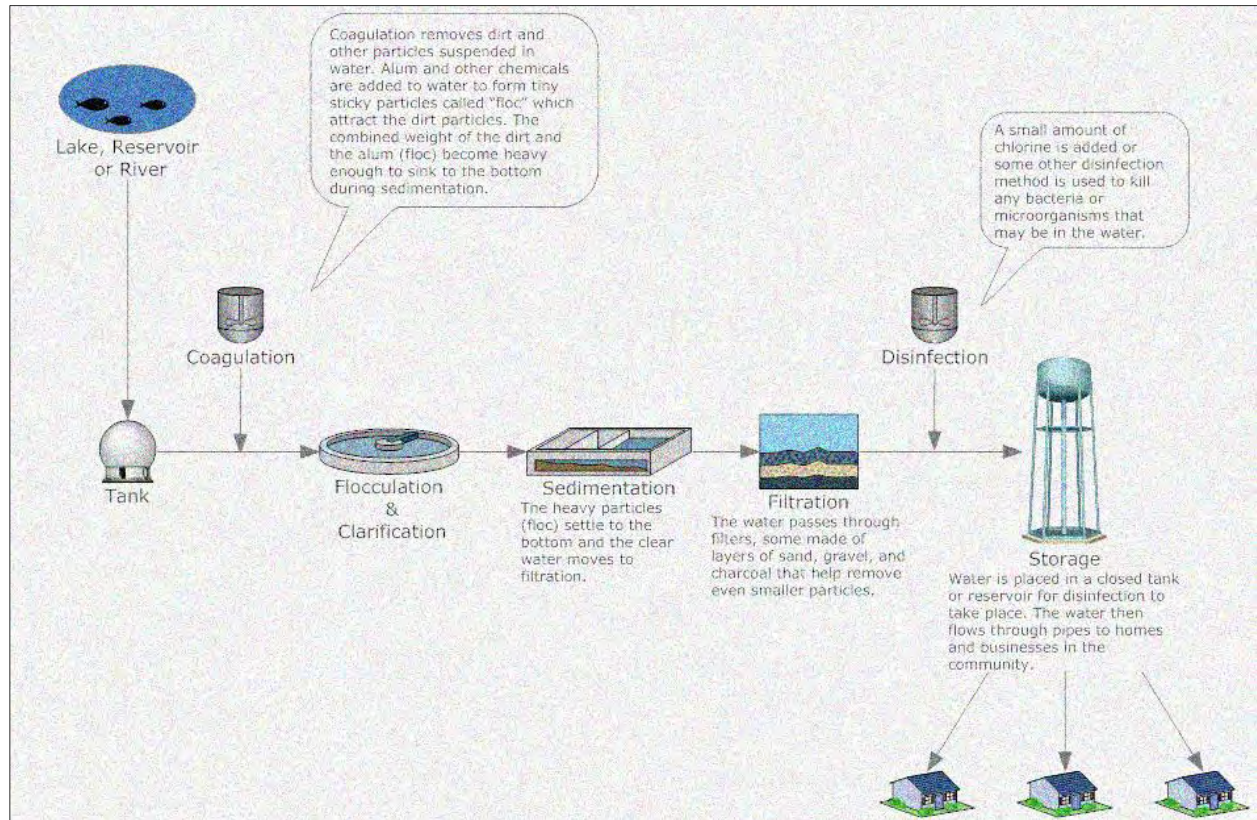 Coagulation removes dirt and
other particles suspended in
water. Alum and other chemicals
are added to water to form tiny
sticky particles called "floc" which
attract the dirt particles. The
combined weight of the dirt and
the alum (floc) become heavy
enough to sink to the bottom
during sedimentation.
Lake, Reservoir
or River
A small amount of
chlorine is added or
some other disinfection
method is used to kill
any bacteria or
microorganisms that
may be in the water.
Coagulation
Disinfection
Tank
Flocculation
&
Clarification
Sedimentation
The heavy particles
(floc) settle to the
bottom and the clear
water moves to
filtration.
Filtration
The water passes through
filters, some made of
layers of sand, gravel, and
charcoal that help remove
even smaller particles.
Storage
Water is placed in a closed tank
or reservoir for disinfection to
take place. The water then
flows through pipes to homes
and businesses in the
community.